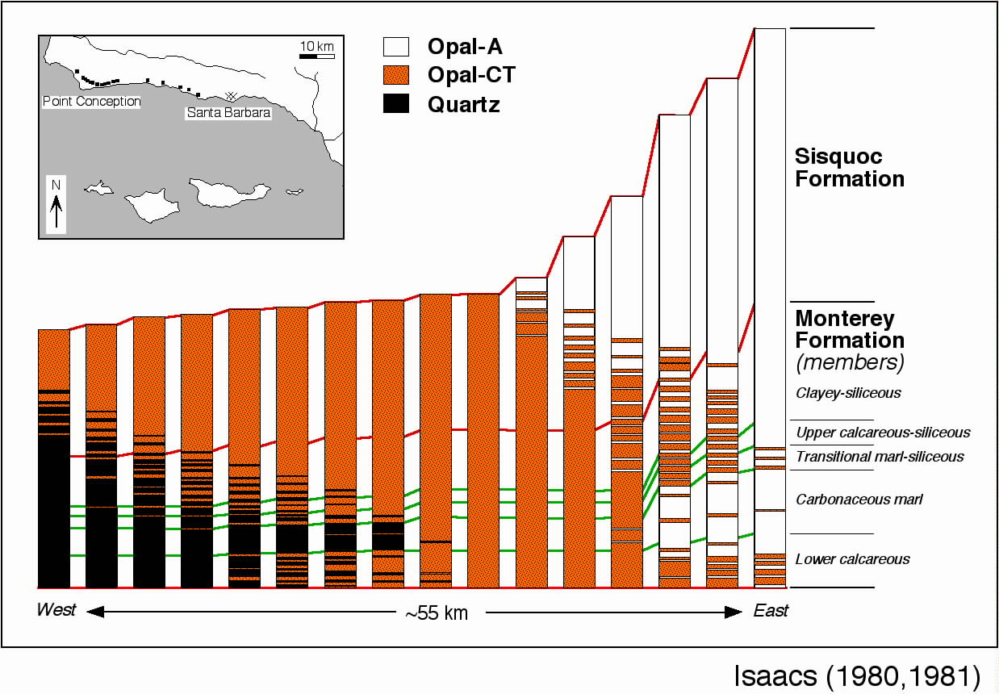 10 km
Point Conception
Santa Barbara
N
Opal-A
Opal-CT
Quartz
Sisquoc
Formation
Monterey
Formation
(members)
Clayey-siliceous
Upper calcareous-siliceous
Transitional marl-siliceous
Carbonaceous marl
Lower calcareous
West
~55 km
East
Isaacs (1980,1981)